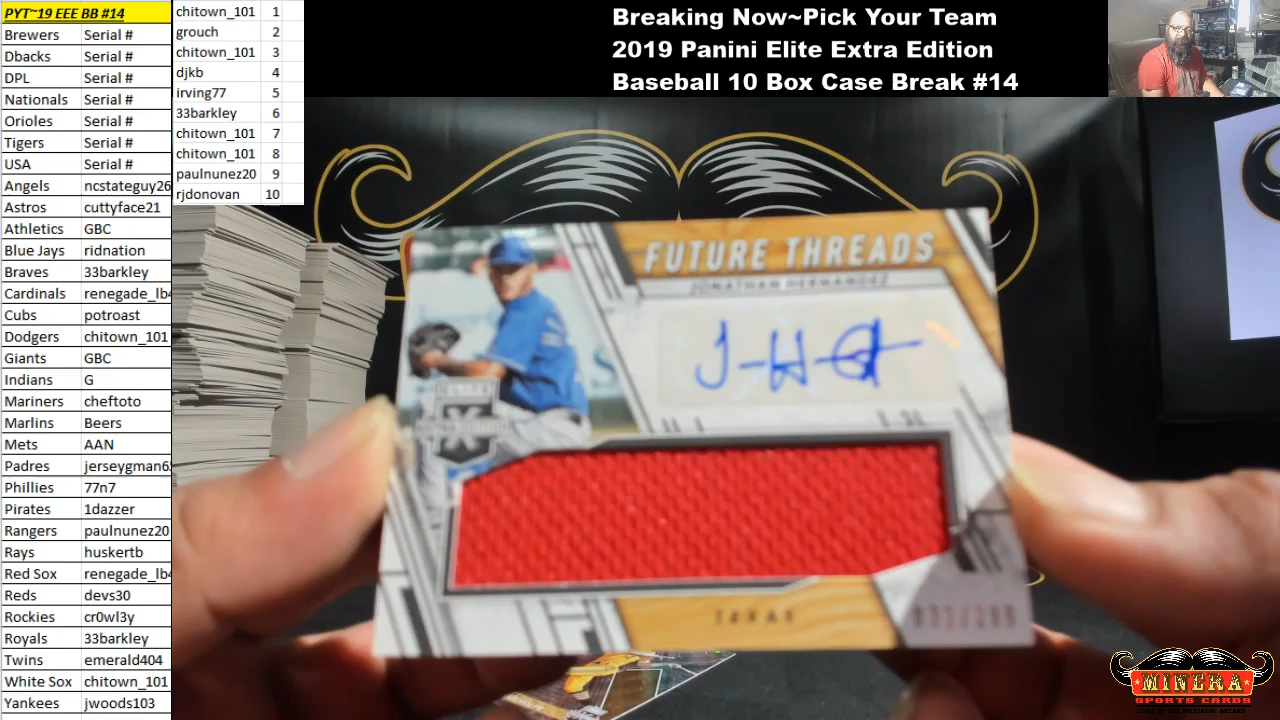 PYT~19 EEE BB #14
Brewers Serial #
Dbacks Serial #
DPL Serial #
Nationals Serial #
Orioles Serial #
Tigers Serial #
USA Serial #
Angels ncstateguy26
Astros cuttyface21
Athletics GBC
Blue Jays ridnation
Braves 33barkley
Cardinals renegade_lb4
Cubs potroast
Dodgers chitown_101
Giants GBC
Indians G
Mariners cheftoto
Marlins Beers
Mets AAN
Padres jerseygman6
Phillies 77n7
Pirates 1dazzer
Rangers paulnunez20
Rays huskertb
Red Sox renegade_lb4
Reds devs30
Rockies cr0wl3y
Royals 33barkley
Twins emerald404
White Sox chitown_101
Yankees jwoods103
chitown_101 1
grouch 2
chitown_101 3
djkb 4
irving77 5
33barkley 6
chitown_101 7
chitown_101 8
paulnunez20 9
rjdonovan 10
Breaking Now~Pick Your Team
2019 Panini Elite Extra Edition
Baseball 10 Box Case Break #14
FUTURE THREADS
JONATHAN HERNANDEZ
J-H
ELITE
X
TEXAS
MINERA
SPORTS CARDS